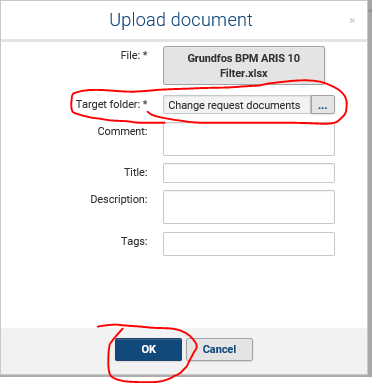 Upload document
×
File: *
Grundfos BPM ARIS 10
Filter.xlsx
Target folder: *
Change request documents
...
Comment:
Title:
Description:
Tags:
OK
Cancel